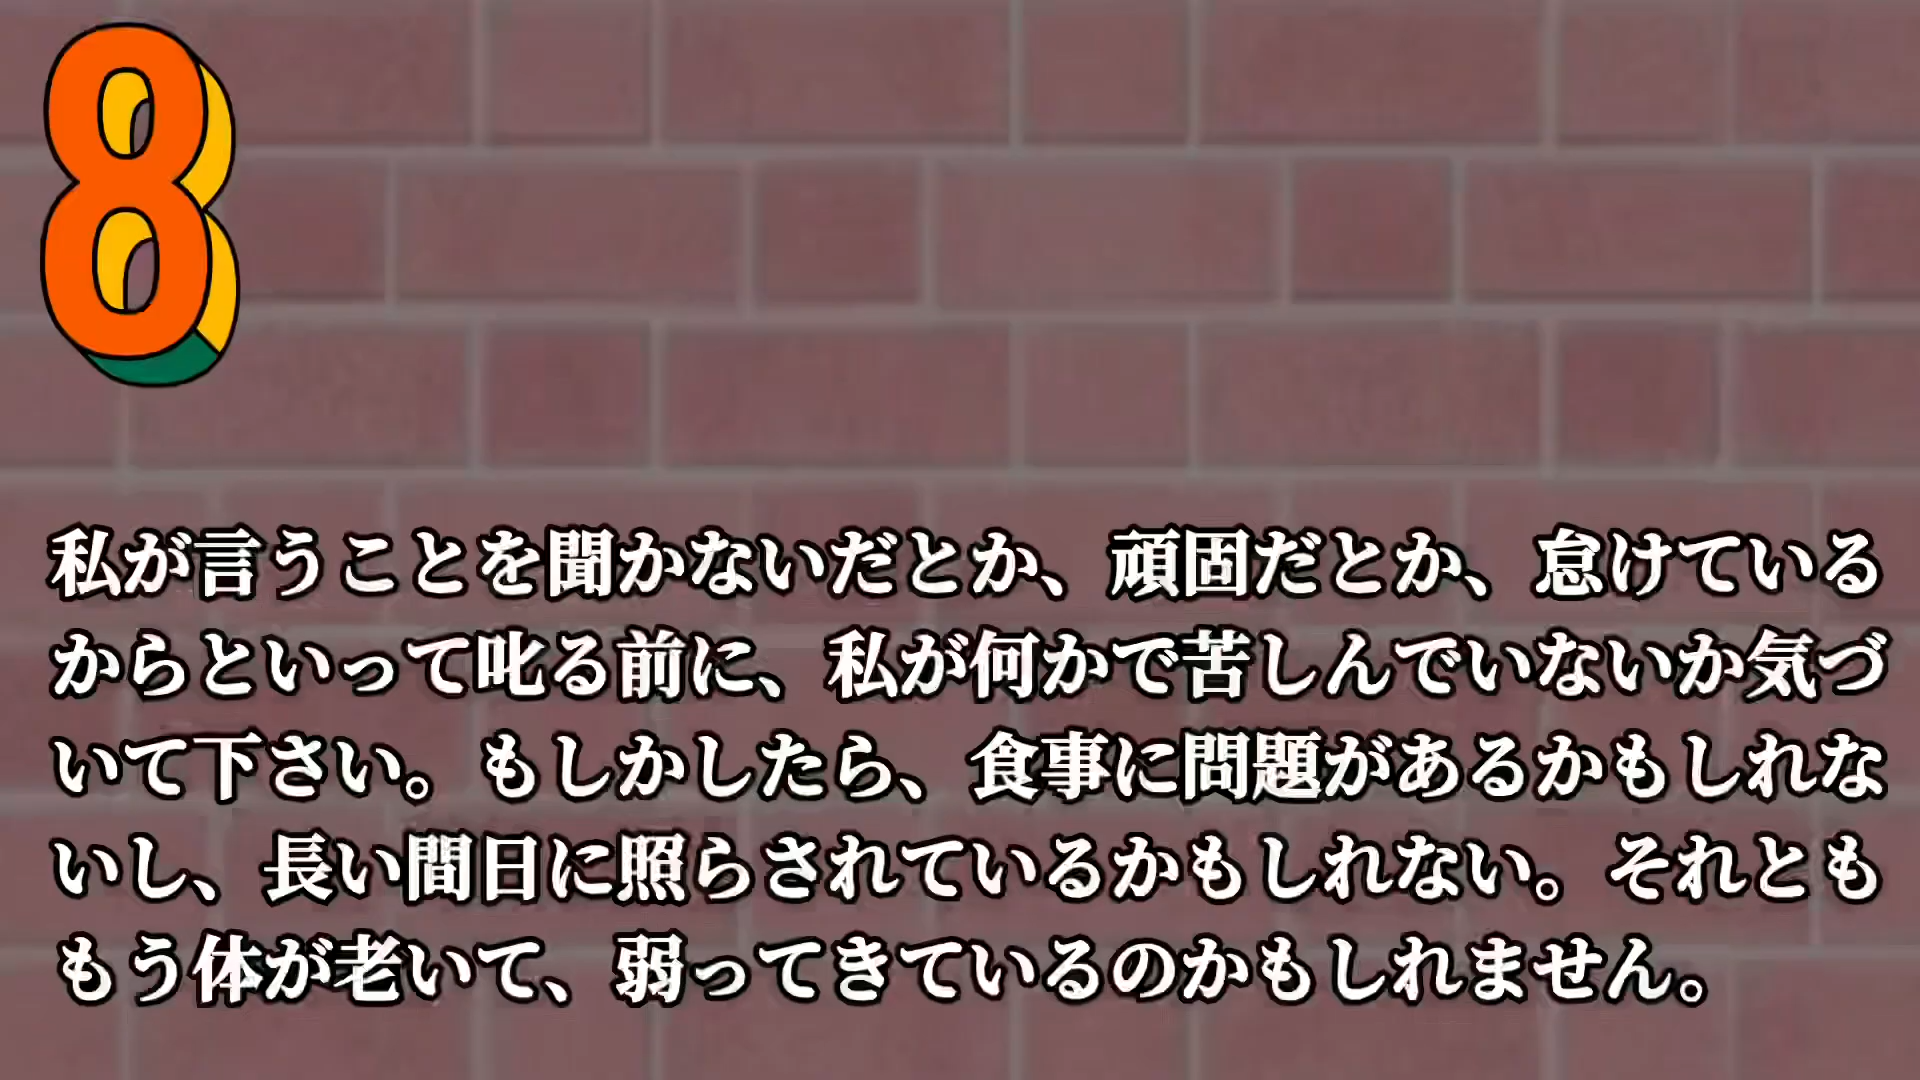 8
私が言うことを聞かないだとか、頑固だとか、怠けている
からといって叱る前に、私が何かで苦しんでいないか気づ
いて下さい。もしかしたら、食事に問題があるかもしれな
いし、長い間日に照らされているかもしれない。それとも
もう体が老いて、弱ってきているのかもしれません。